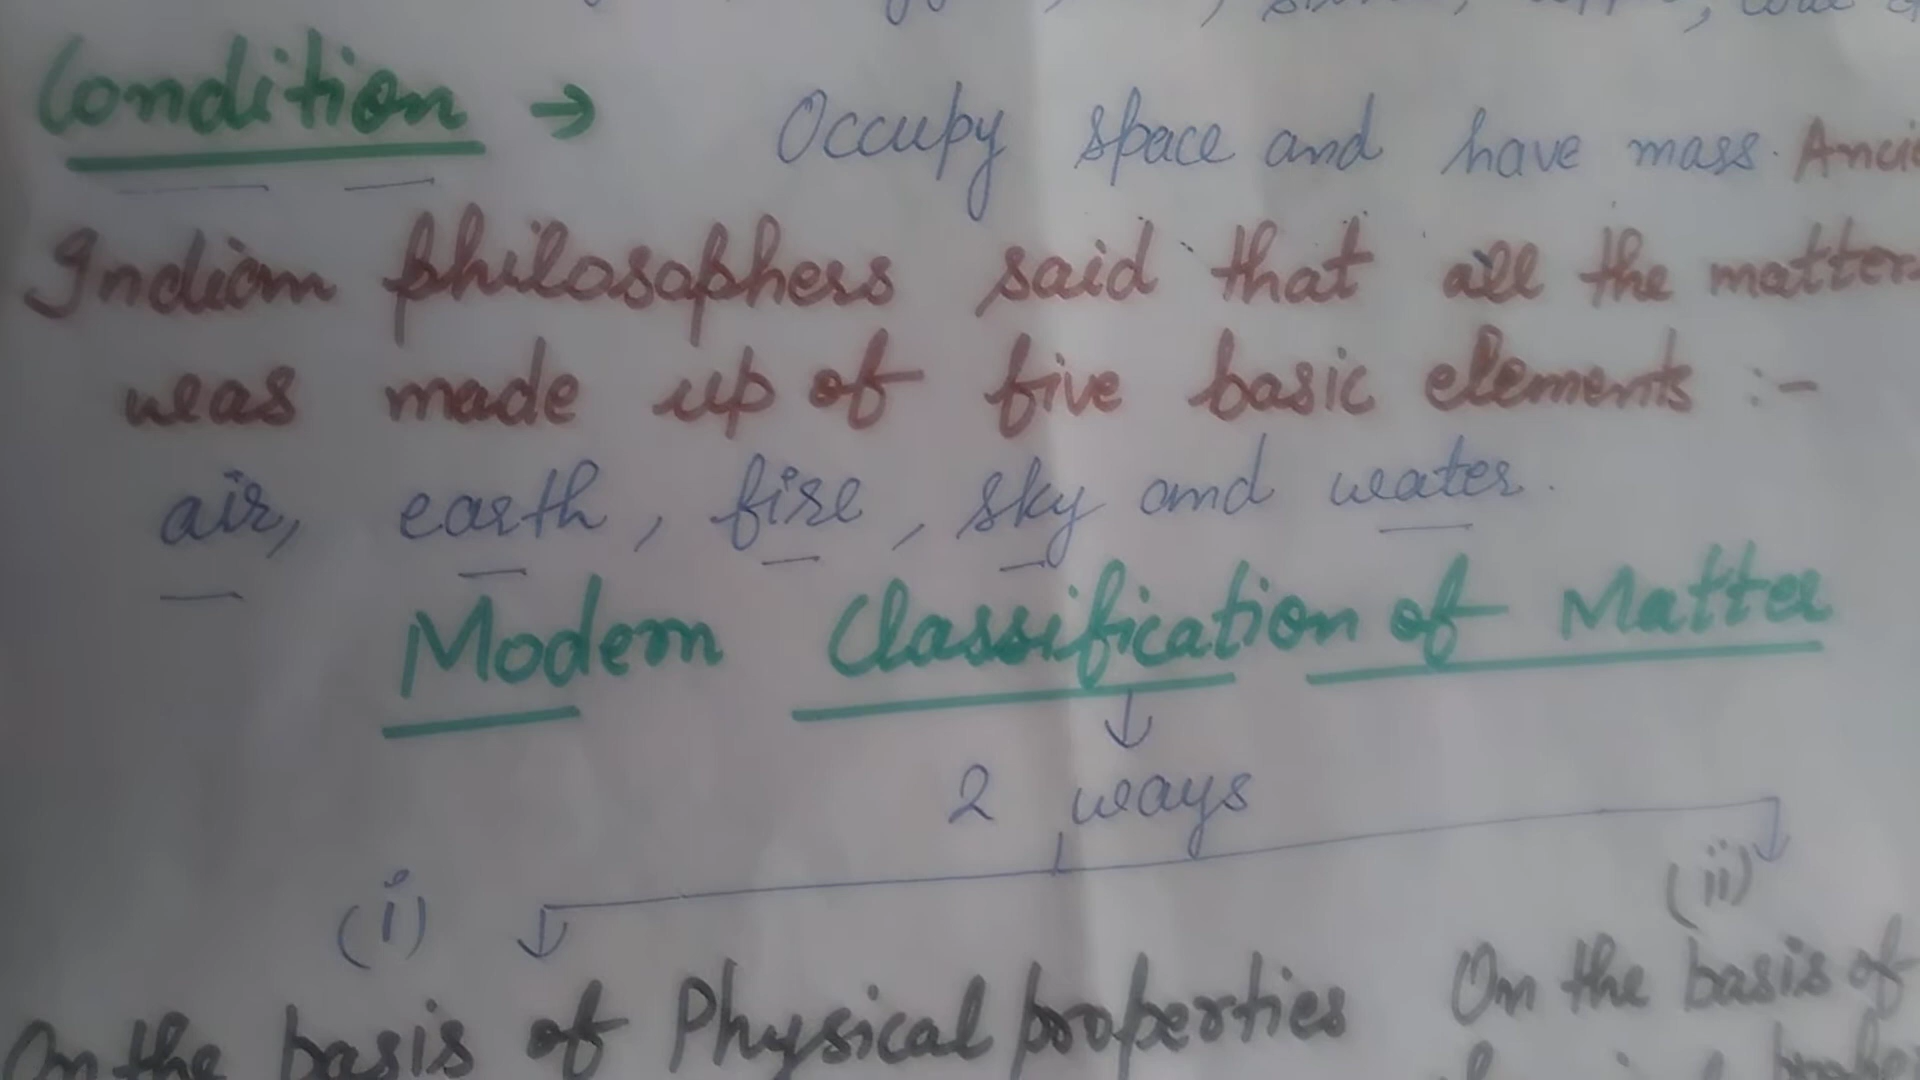 Condition → Occupy space and have mass.
Indian philosophers said that all the matter
was made up of five basic elements :-
air, earth, fire, sky and water.
Modern Classification of Matter
↓
2 ways
(i) (ii)
On the basis of Physical properties On the basis of